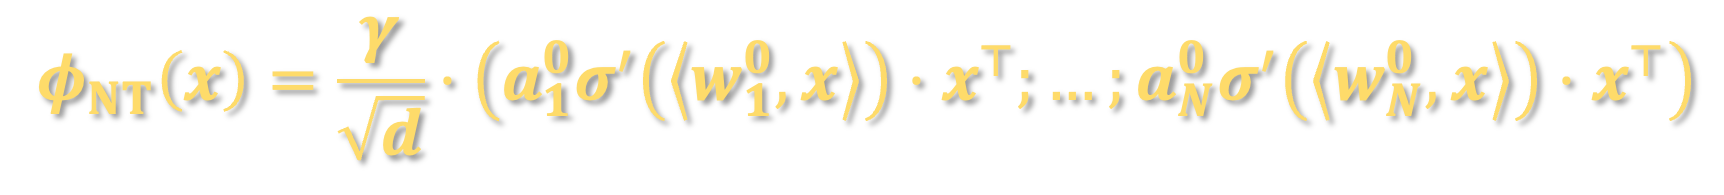 ϕ_NT(x) = γ/√d · (a_1^0 σ′(⟨w_1^0, x⟩) · x^⊤; … ; a_N^0 σ′(⟨w_N^0, x⟩) · x^⊤)